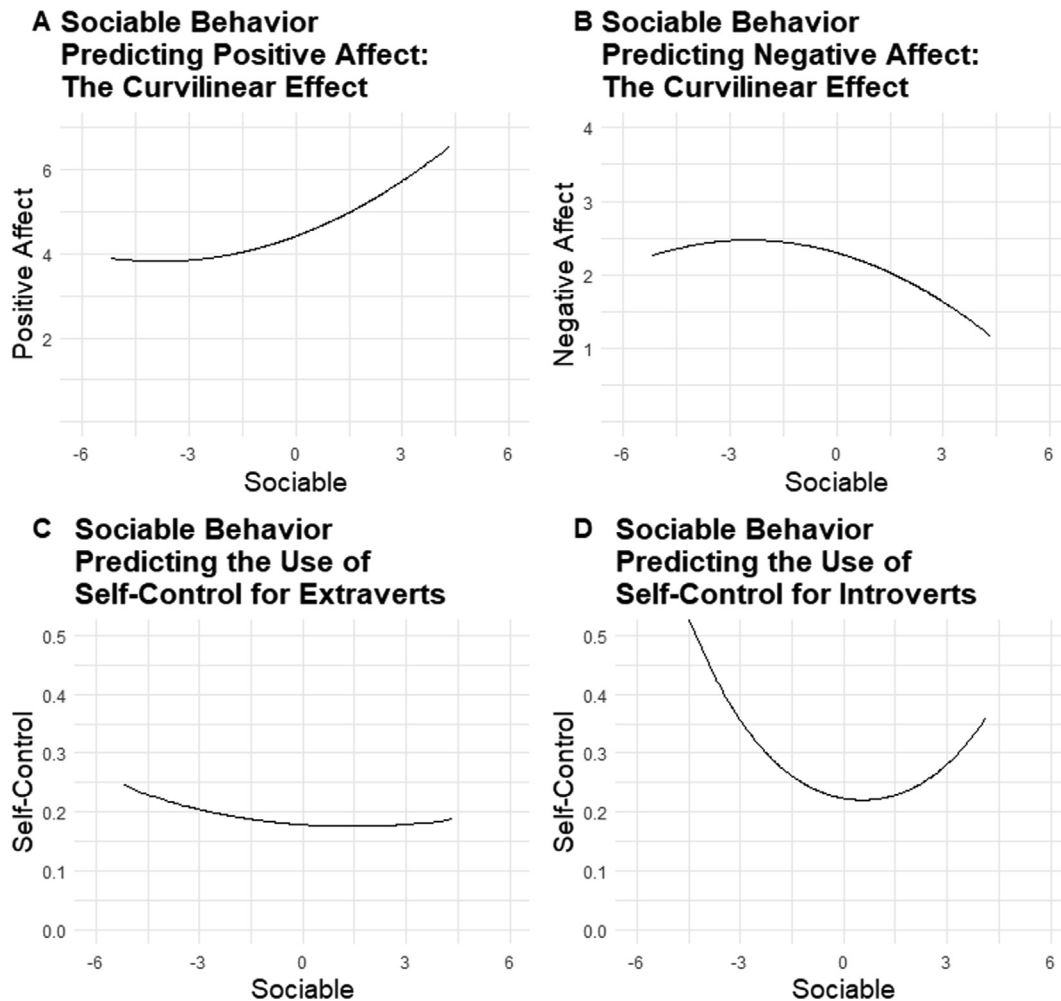 A Sociable Behavior
Predicting Positive Affect:
The Curvilinear Effect
Positive Affect
6
4
2
-6 -3 0 3 6
Sociable
B Sociable Behavior
Predicting Negative Affect:
The Curvilinear Effect
Negative Affect
4
3
2
1
-6 -3 0 3 6
Sociable
C Sociable Behavior
Predicting the Use of
Self-Control for Extraverts
Self-Control
0.5
0.4
0.3
0.2
0.1
0.0
-6 -3 0 3 6
Sociable
D Sociable Behavior
Predicting the Use of
Self-Control for Introverts
Self-Control
0.5
0.4
0.3
0.2
0.1
0.0
-6 -3 0 3 6
Sociable